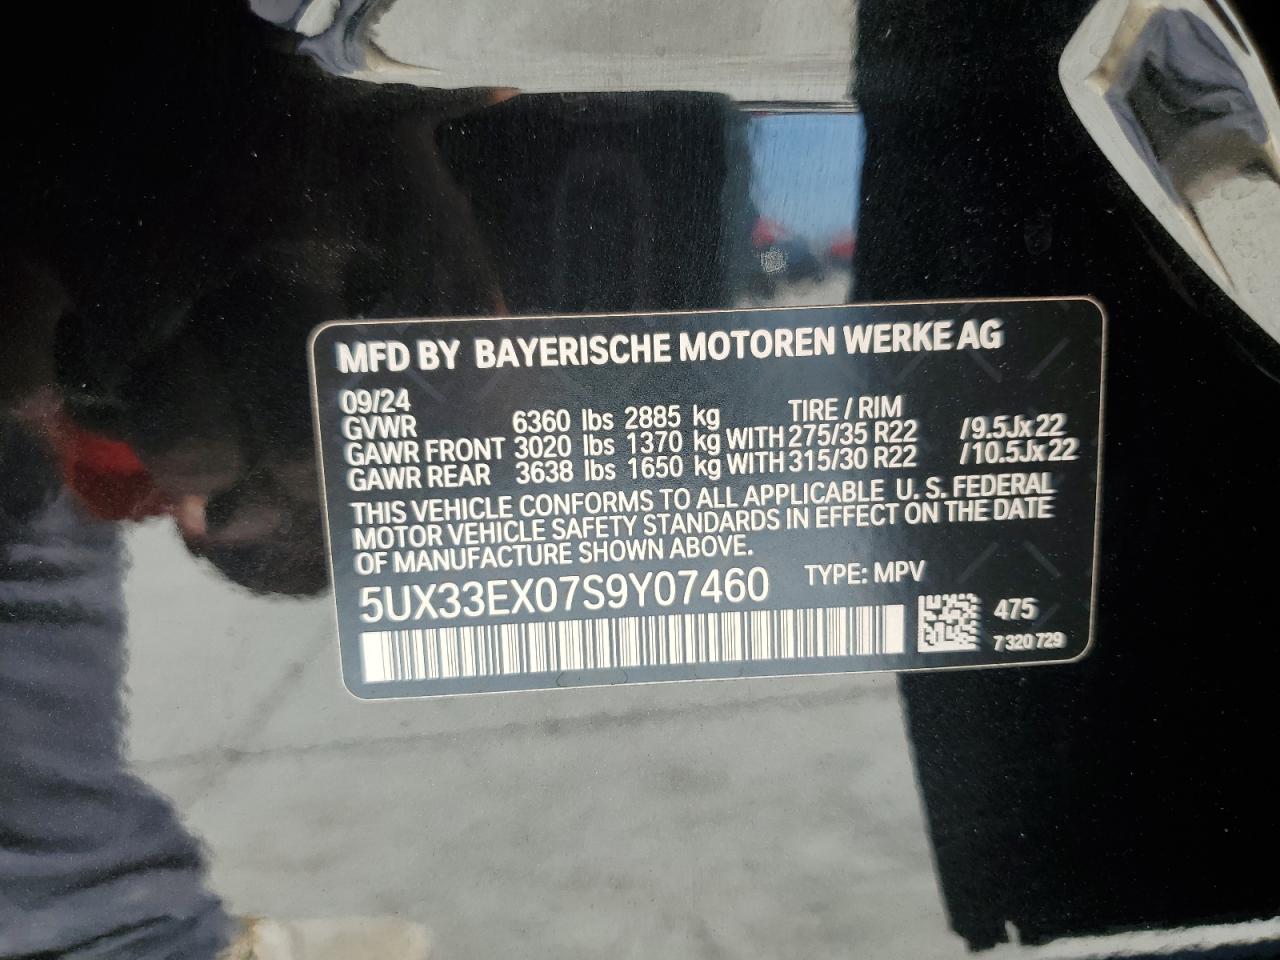 MFD BY BAYERISCHE MOTOREN WERKE AG
09/24 TIRE / RIM
GVWR 6360 lbs 2885 kg
GAWR FRONT 3020 lbs 1370 kg WITH 275/35 R22 /9.5Jx22
GAWR REAR 3638 lbs 1650 kg WITH 315/30 R22 /10.5Jx22
THIS VEHICLE CONFORMS TO ALL APPLICABLE U. S. FEDERAL
MOTOR VEHICLE SAFETY STANDARDS IN EFFECT ON THE DATE
OF MANUFACTURE SHOWN ABOVE.
5UX33EX07S9Y07460 TYPE: MPV
475
7 320 729